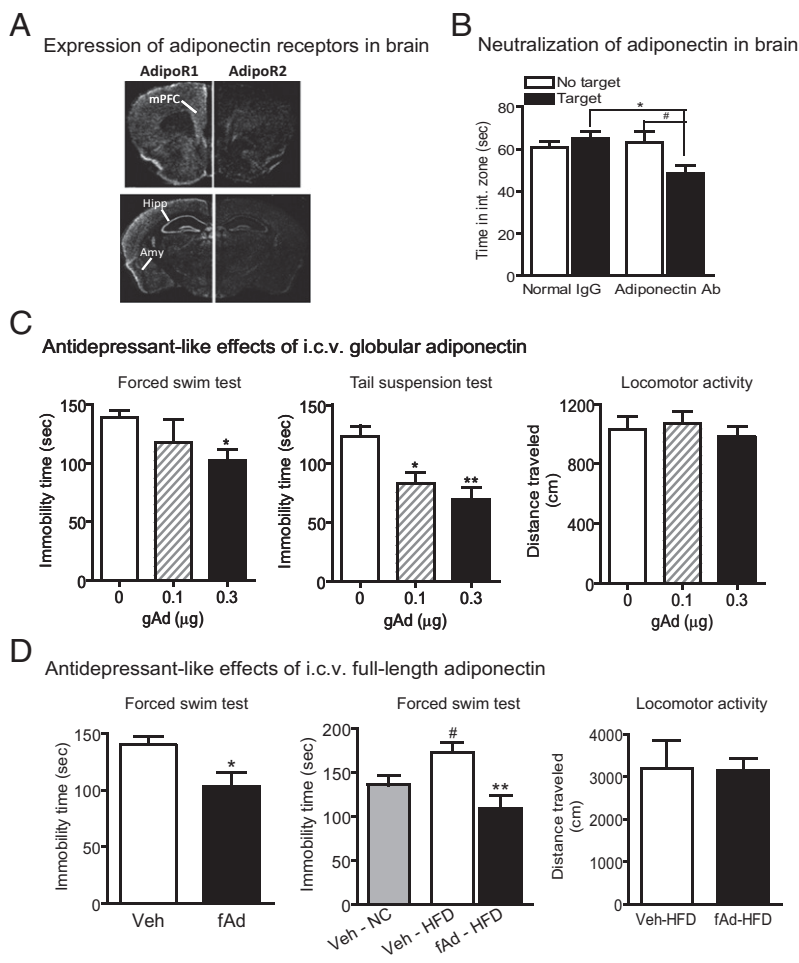 A
Expression of adiponectin receptors in brain
AdipoR1 AdipoR2
mPFC
Hipp
Amy
B
Neutralization of adiponectin in brain
No target
Target
Time in int. zone (sec)
80
60
40
20
0
*
#
Normal IgG Adiponectin Ab
C
Antidepressant-like effects of i.c.v. globular adiponectin
Forced swim test
Immobility time (sec)
150
100
50
0
*
0 0.1 0.3
gAd (μg)
Tail suspension test
Immobility time (sec)
150
100
50
0
*
**
0 0.1 0.3
gAd (μg)
Locomotor activity
Distance traveled
(cm)
1200
800
400
0
0 0.1 0.3
gAd (μg)
D
Antidepressant-like effects of i.c.v. full-length adiponectin
Forced swim test
Immobility time (sec)
150
100
50
0
*
Veh fAd
Forced swim test
Immobility time (sec)
200
150
100
50
0
#
**
Veh - NC
Veh - HFD
fAd - HFD
Locomotor activity
Distance traveled
(cm)
4000
3000
2000
1000
0
Veh-HFD fAd-HFD